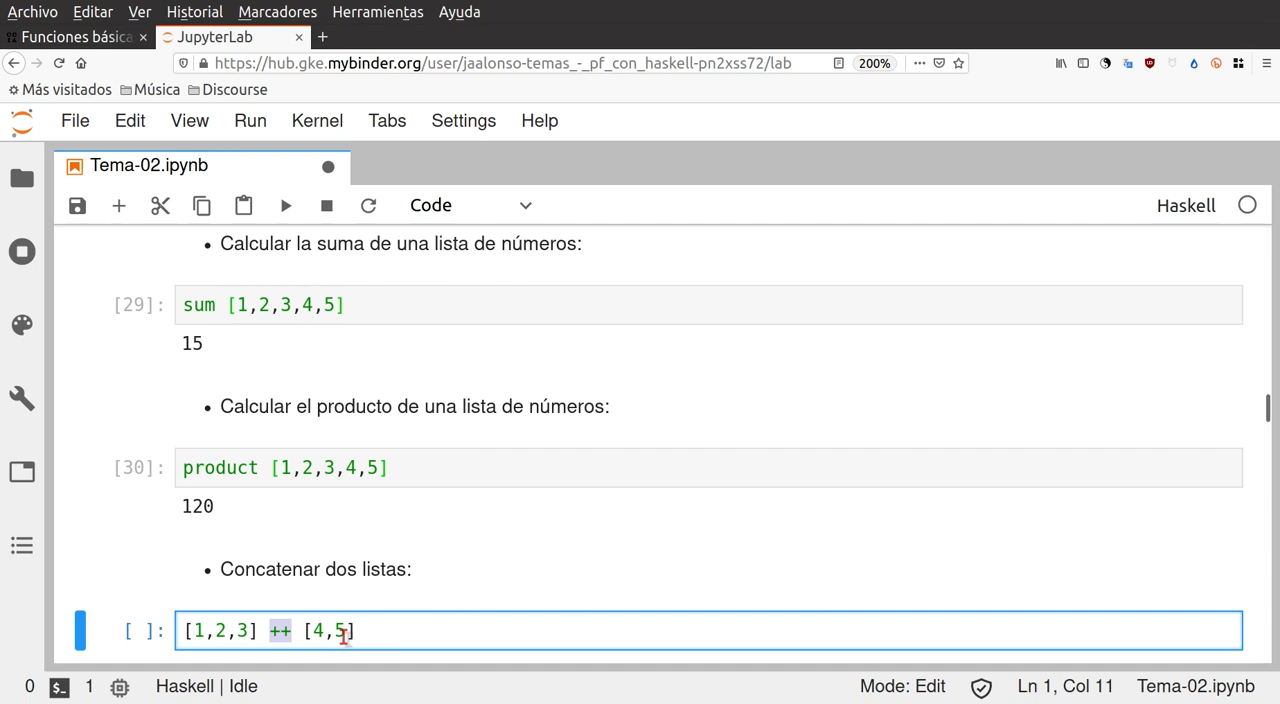 Archivo Editar Ver Historial Marcadores Herramientas Ayuda
Funciones básica JupyterLab
https://hub.gke.mybinder.org/user/jaalonso-temas_-_pf_con_haskell-pn2xss72/lab 200%
Más visitados Música Discourse
File Edit View Run Kernel Tabs Settings Help
Tema-02.ipynb
Code Haskell
• Calcular la suma de una lista de números:
[29]: sum [1,2,3,4,5]
15
• Calcular el producto de una lista de números:
[30]: product [1,2,3,4,5]
120
• Concatenar dos listas:
[ ]: [1,2,3] ++ [4,5]
0 $_ 1 Haskell | Idle Mode: Edit Ln 1, Col 11 Tema-02.ipynb